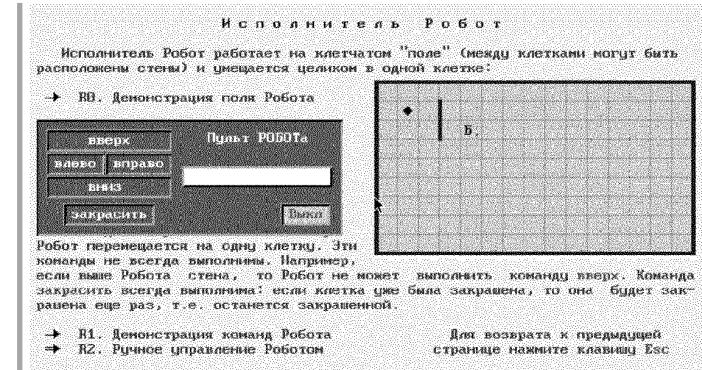 Исполнитель Робот
Исполнитель Робот работает на клетчатом "поле" (между клетками могут быть
расположены стены) и умещается целиком в одной клетке:
→ R0. Демонстрация поля Робота
Б.
Пульт РОБОТа
вверх
влево вправо
вниз
закрасить
Выкл
Робот перемещается на одну клетку. Эти
команды не всегда выполнимы. Например,
если выше Робота стена, то Робот не может выполнить команду вверх. Команда
закрасить всегда выполнима: если клетка уже была закрашена, то она будет зак-
рашена еще раз, т.е. останется закрашенной.
→ R1. Демонстрация команд Робота
→ R2. Ручное управление Роботом
Для возврата к предыдущей
странице нажмите клавишу Esc